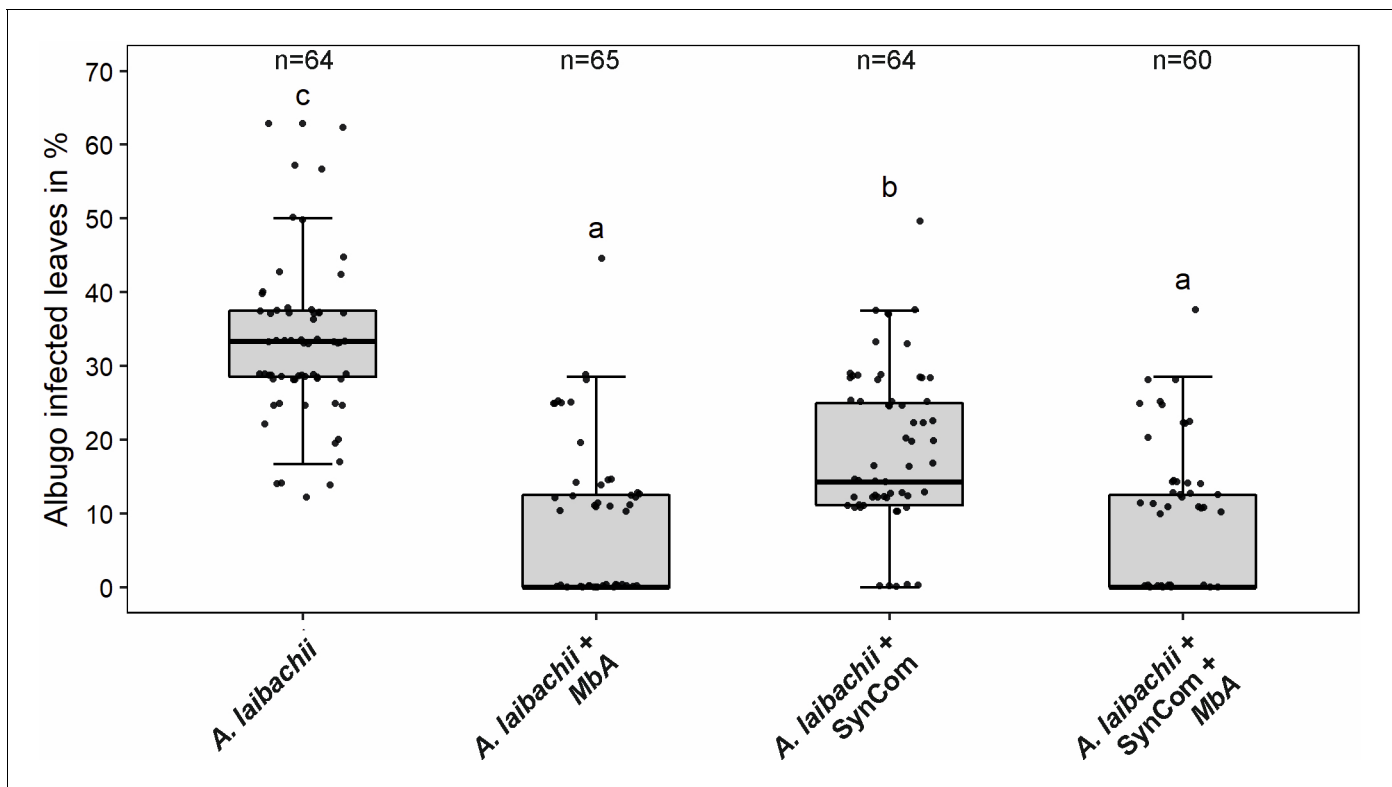 n=64
n=65
n=64
n=60
c
a
b
a
Albugo infected leaves in %
70
60
50
40
30
20
10
0
A. laibachii
A. laibachii +
MbA
A. laibachii +
SynCom
A. laibachii +
SynCom +
MbA